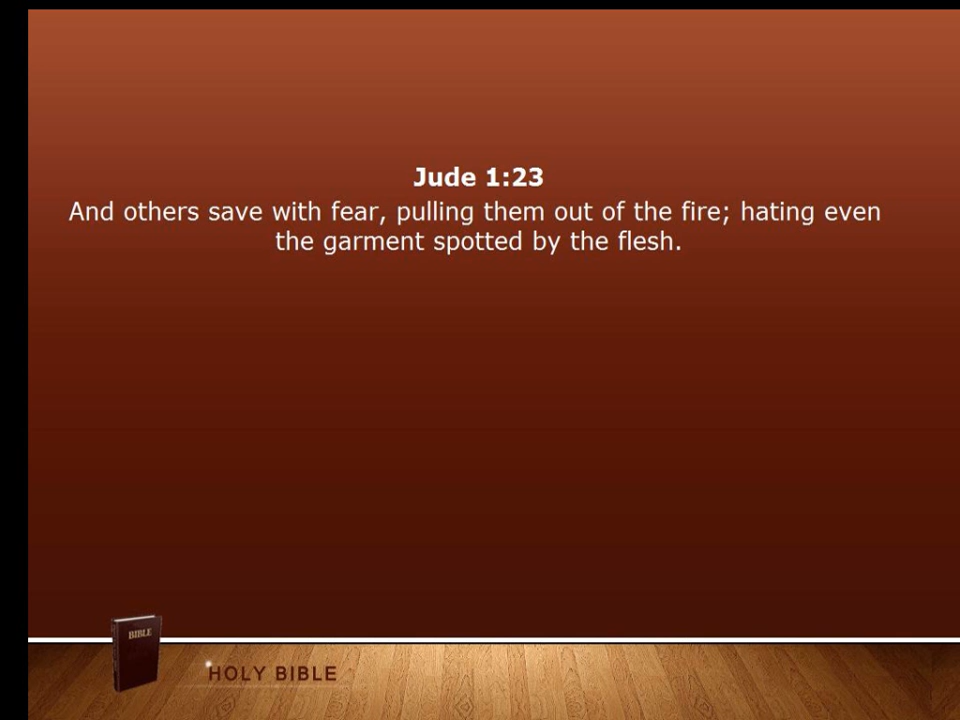 Jude 1:23
And others save with fear, pulling them out of the fire; hating even
the garment spotted by the flesh.
BIBLE
HOLY BIBLE